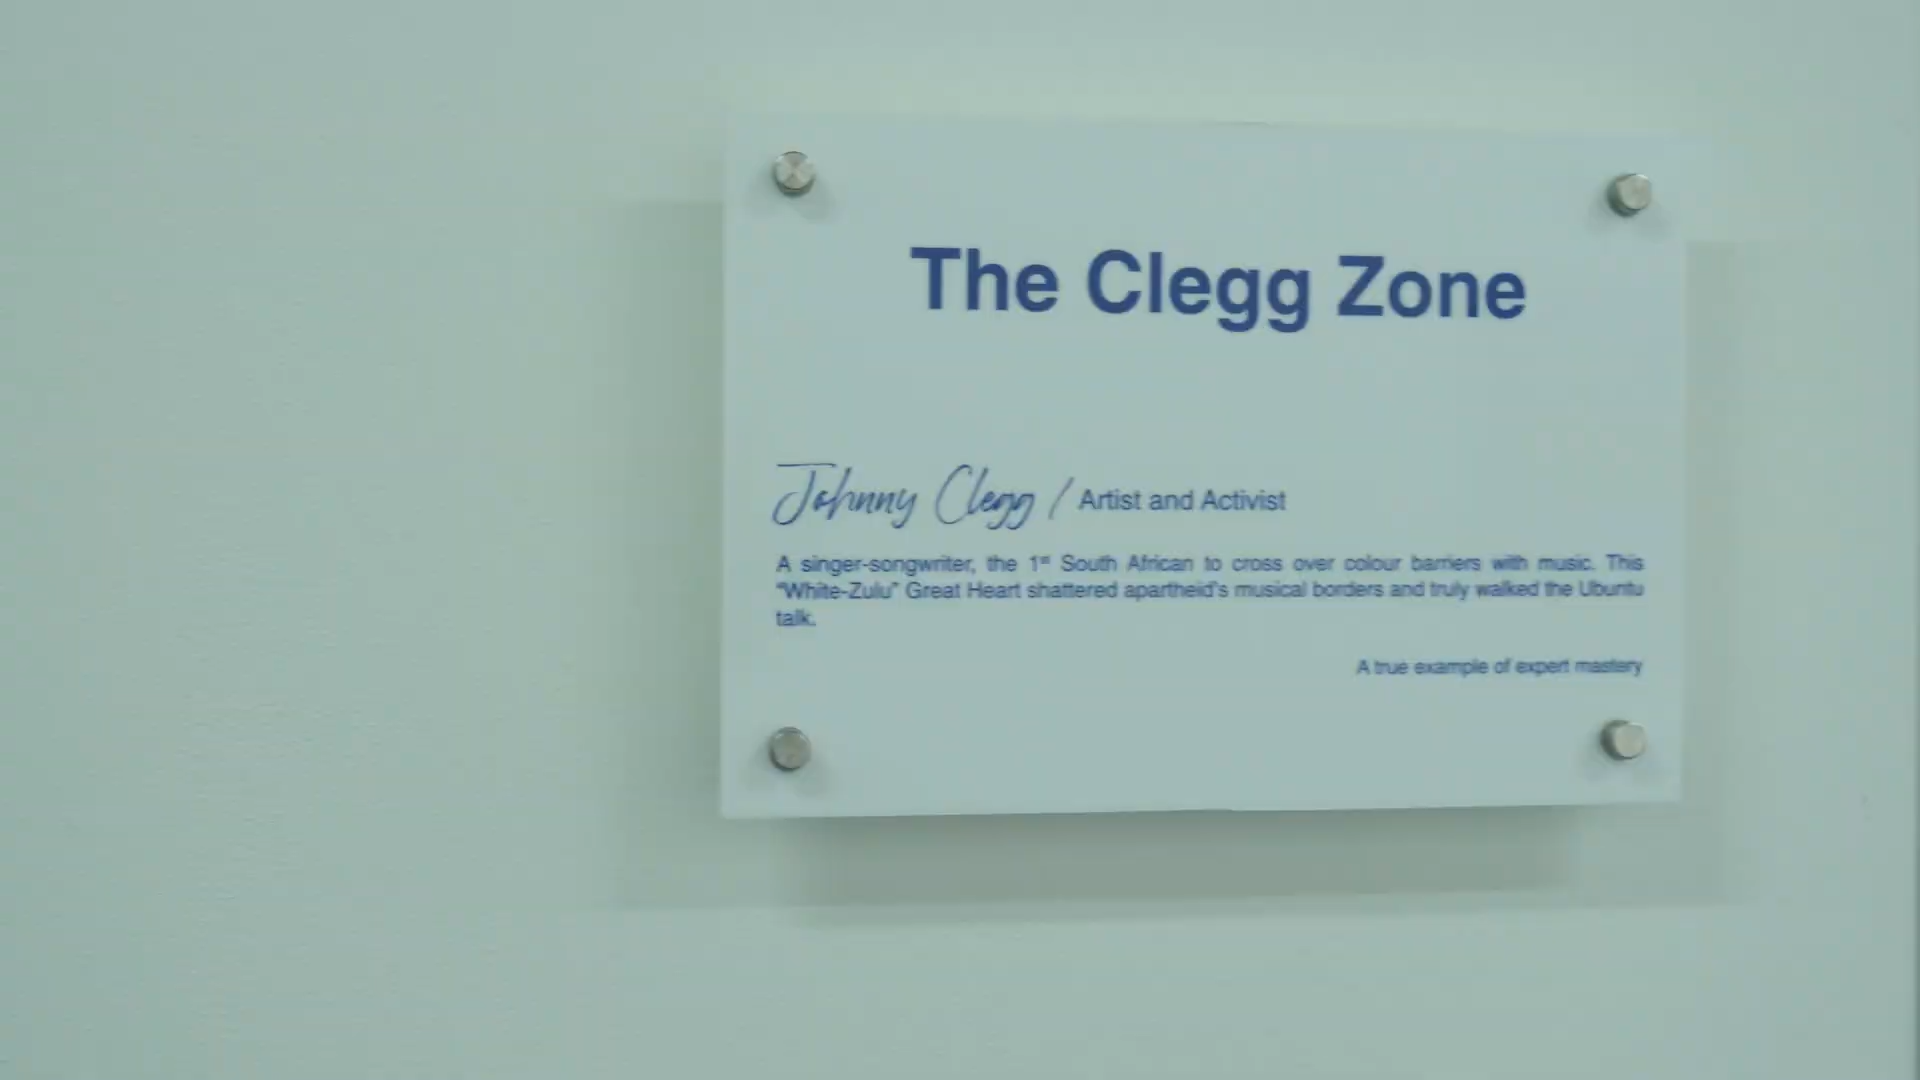 The Clegg Zone
Johnny Clegg / Artist and Activist
A singer-songwriter, the 1st South African to cross over colour barriers with music. This
"White-Zulu" Great Heart shattered apartheid's musical borders and truly walked the Ubuntu
talk.
A true example of expert mastery